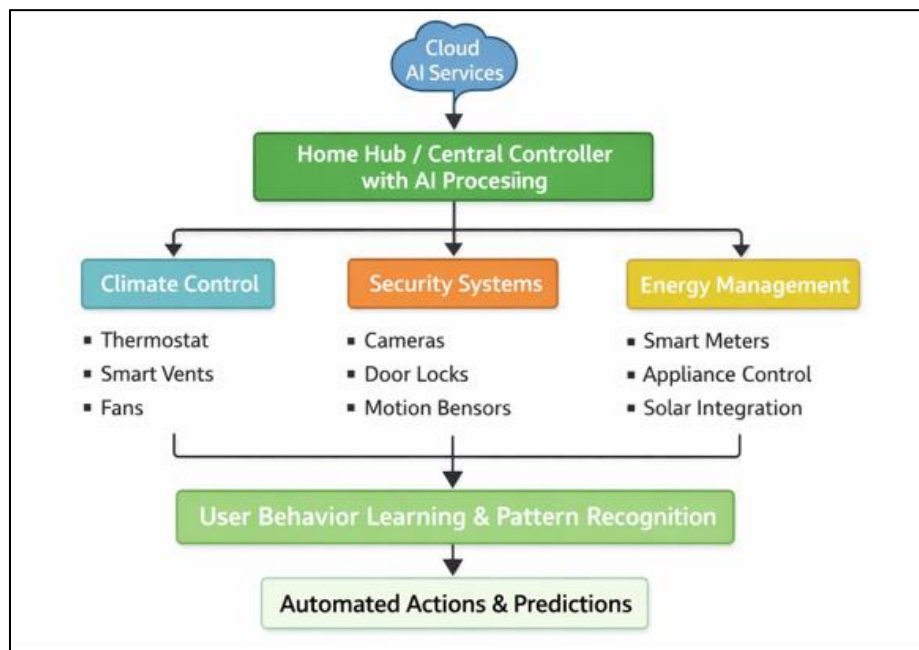 Cloud
AI Services
Home Hub / Central Controller
with AI Procesiing
Climate Control
Security Systems
Energy Management
▪ Thermostat
▪ Smart Vents
▪ Fans
▪ Cameras
▪ Door Locks
▪ Motion Bensors
▪ Smart Meters
▪ Appliance Control
▪ Solar Integration
User Behavior Learning & Pattern Recognition
Automated Actions & Predictions